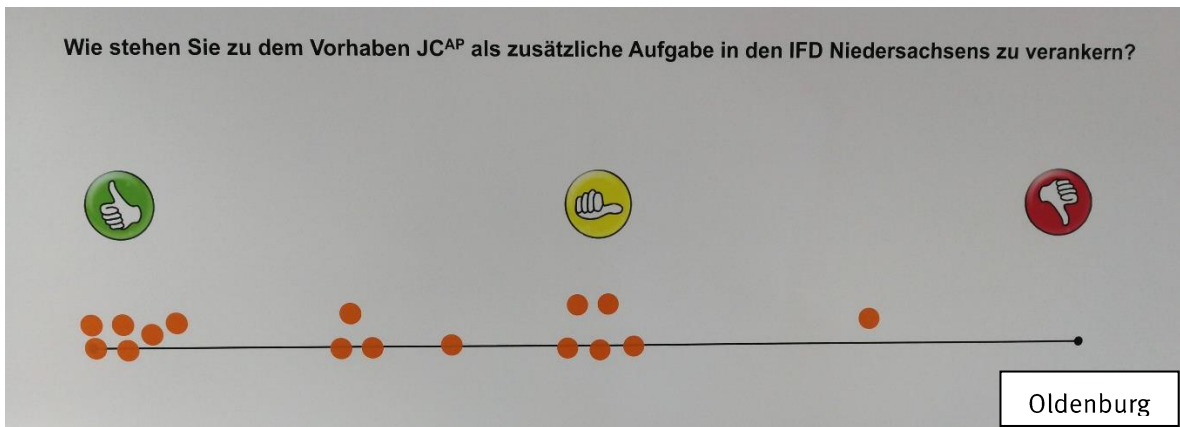 Wie stehen Sie zu dem Vorhaben JCᴬᴾ als zusätzliche Aufgabe in den IFD Niedersachsens zu verankern?
Oldenburg